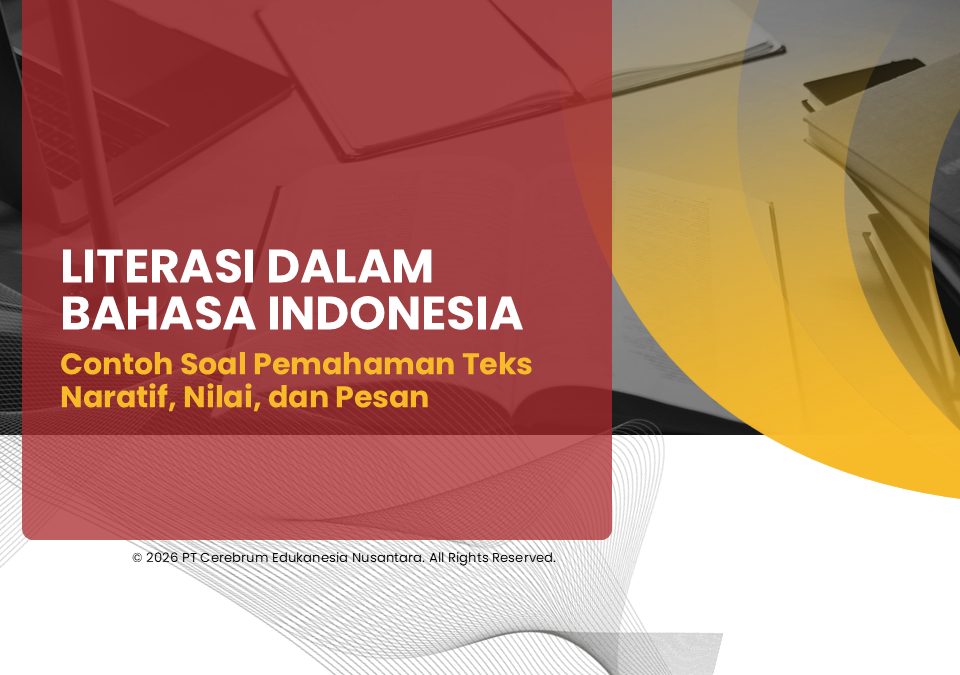 LITERASI DALAM
BAHASA INDONESIA
Contoh Soal Pemahaman Teks
Naratif, Nilai, dan Pesan
© 2026 PT Cerebrum Edukanesia Nusantara. All Rights Reserved.